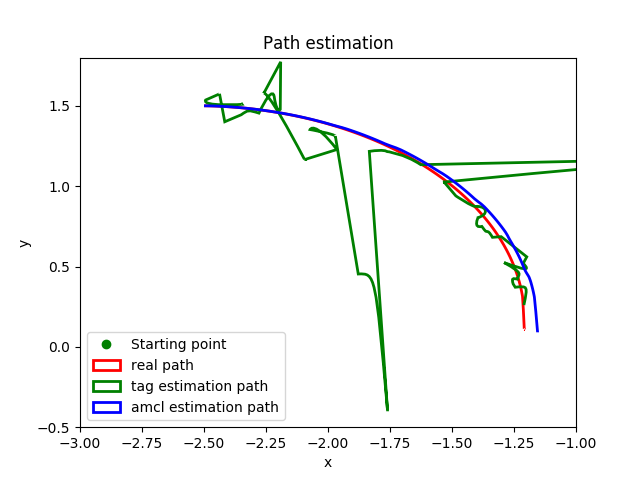 Path estimation
y
1.5
1.0
0.5
0.0
−0.5
Starting point
real path
tag estimation path
amcl estimation path
−3.00 −2.75 −2.50 −2.25 −2.00 −1.75 −1.50 −1.25 −1.00
x